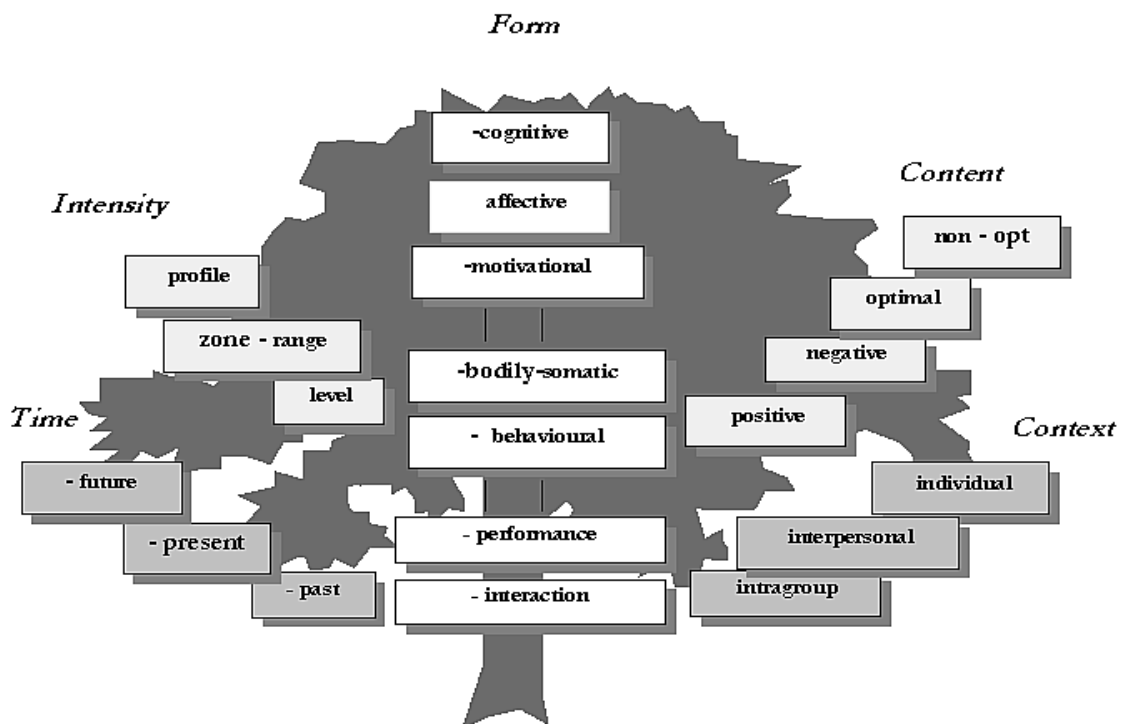 Form
-cognitive
affective
-motivational
-bodily-somatic
- behavioural
- performance
- interaction
Intensity
profile
zone - range
level
Time
- future
- present
- past
Content
non - opt
optimal
negative
positive
Context
individual
interpersonal
intragroup